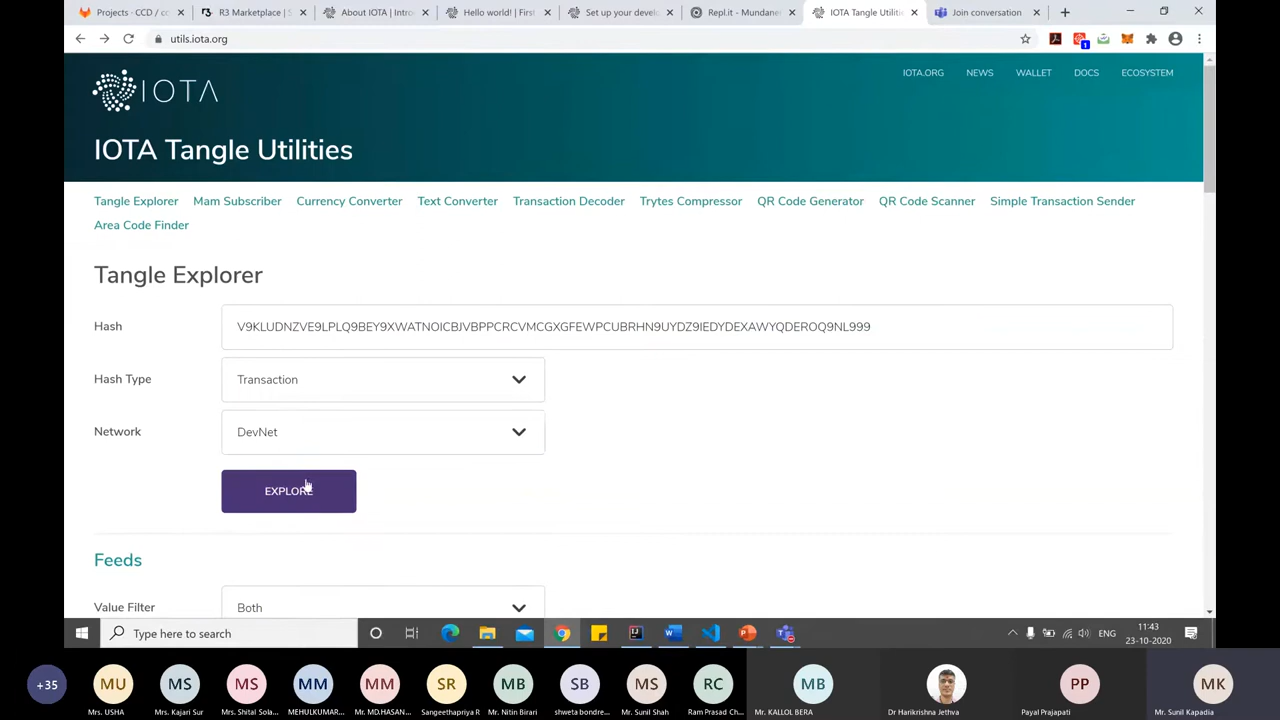 Projects - CCD / cc
R3 Marketplace | S
About IOTA | Intro
Hello world! | First
Set up your develo
Repl.it - Mundane
IOTA Tangle Utiliti
Join conversation
utils.iota.org
1
IOTA
IOTA.ORG NEWS WALLET DOCS ECOSYSTEM
IOTA Tangle Utilities
Tangle Explorer Mam Subscriber Currency Converter Text Converter Transaction Decoder Trytes Compressor QR Code Generator QR Code Scanner Simple Transaction Sender
Area Code Finder
Tangle Explorer
Hash
V9KLUDNZVE9LPLQ9BEY9XWATNOICBJVBPPCRCVMCGXGFEWPCUBRHN9UYDZ9IEDYDEXAWYQDEROQ9NL999
Hash Type Transaction
Network DevNet
EXPLORE
Feeds
Value Filter Both
Type here to search
ENG
11:43
23-10-2020
+35 MU MS MS MM MM SR MB SB MS RC MB PP MK
Mrs. USHA Mrs. Kajari Sur Mrs. Shital Sola... MEHULKUMAR... Mr. MD.HASAN... Sangeethapriya R Mr. Nitin Birari shweta bondre... Mr. Sunil Shah Ram Prasad Ch... Mr. KALLOL BERA Dr Harikrishna Jethva Payal Prajapati Mr. Sunil Kapadia